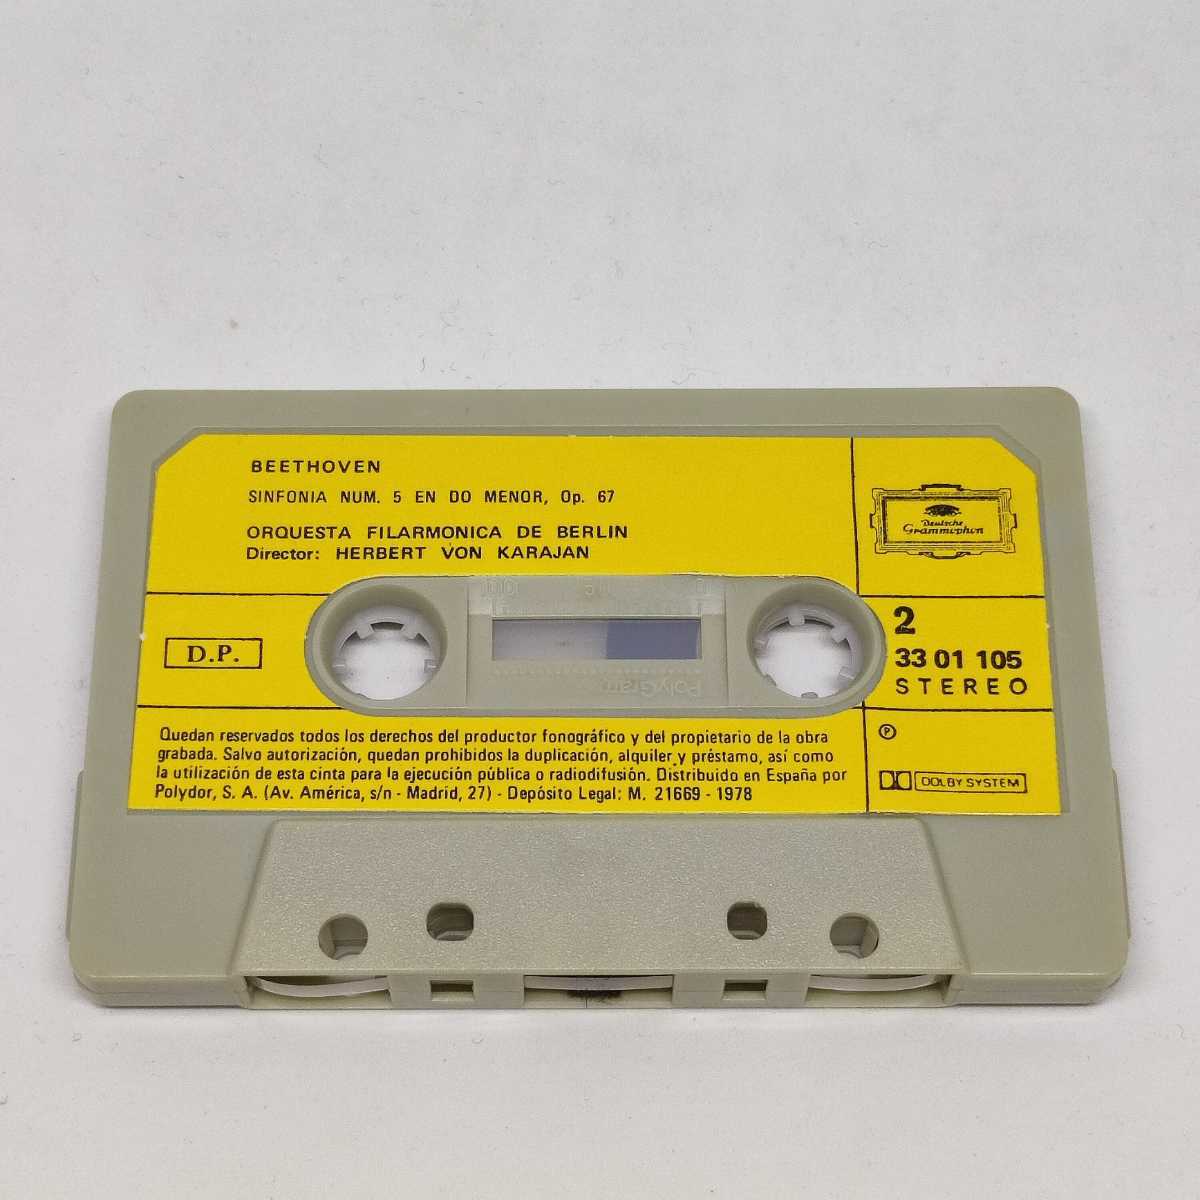 BEETHOVEN
SINFONIA NUM. 5 EN DO MENOR, Op. 67
ORQUESTA FILARMONICA DE BERLIN
Director: HERBERT VON KARAJAN
Deutsche
Grammophon
D.P.
2
33 01 105
STEREO
100
PolyGram
Quedan reservados todos los derechos del productor fonográfico y del propietario de la obra
grabada. Salvo autorización, quedan prohibidos la duplicación, alquiler y préstamo, así como
la utilización de esta cinta para la ejecución pública o radiodifusión. Distribuido en España por
Polydor, S. A. (Av. América, s/n - Madrid, 27) - Depósito Legal: M. 21669 - 1978
Ⓟ
DOLBY SYSTEM